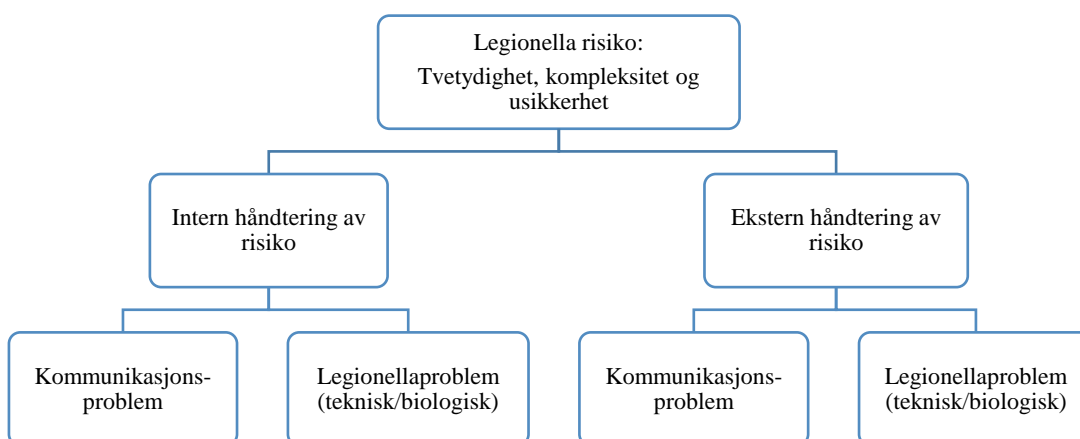 Legionella risiko:
Tvetydighet, kompleksitet og
usikkerhet
Intern håndtering av
risiko
Ekstern håndtering av
risiko
Kommunikasjons-
problem
Legionellaproblem
(teknisk/biologisk)
Kommunikasjons-
problem
Legionellaproblem
(teknisk/biologisk)